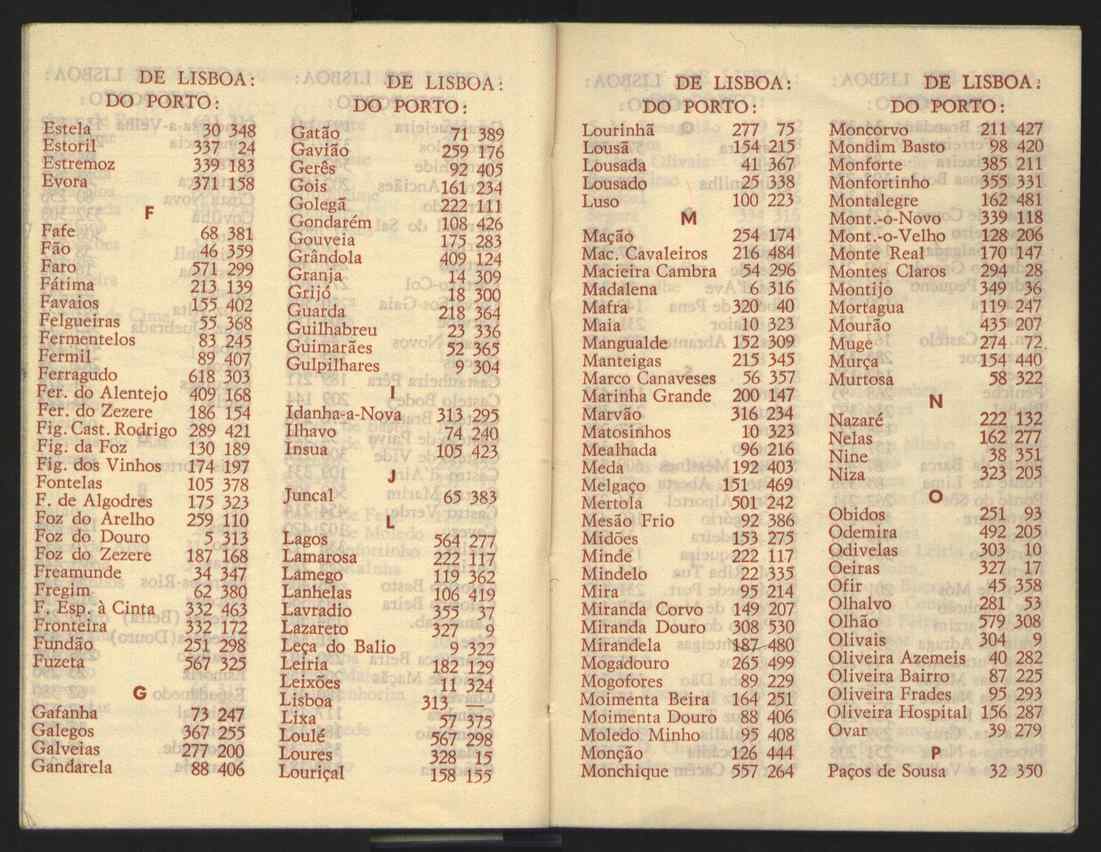 DE LISBOA:
DO PORTO:
Estela 30 348
Estoril 337 24
Estremoz 339 183
Evora 371 158
F
Fafe 68 381
Fão 46 359
Faro 571 299
Fátima 213 139
Favaios 155 402
Felgueiras 55 368
Fermentelos 83 245
Fermil 89 407
Ferragudo 618 303
Fer. do Alentejo 409 168
Fer. do Zezere 186 154
Fig. Cast. Rodrigo 289 421
Fig. da Foz 130 189
Fig. dos Vinhos 174 197
Fontelas 105 378
F. de Algodres 175 323
Foz do Arelho 259 110
Foz do Douro 5 313
Foz do Zezere 187 168
Freamunde 34 347
Fregim 62 380
F. Esp. à Cinta 332 463
Fronteira 332 172
Fundão 251 298
Fuzeta 567 325
G
Gafanha 73 247
Galegos 367 255
Galveias 277 200
Gandarela 88 406
DE LISBOA:
DO PORTO:
Gatão 71 389
Gavião 259 176
Gerês 92 405
Gois 161 234
Golegã 222 111
Gondarém 108 426
Gouveia 175 283
Grândola 409 124
Granja 14 309
Grijó 18 300
Guarda 218 364
Guilhabreu 23 336
Guimarães 52 365
Gulpilhares 9 304
I
Idanha-a-Nova 313 295
Ilhavo 74 240
Insua 105 423
J
Juncal 65 383
L
Lagos 564 277
Lamarosa 222 117
Lamego 119 362
Lanhelas 106 419
Lavradio 355 37
Lazareto 327 9
Leça do Balio 9 322
Leiria 182 129
Leixões 11 324
Lisboa 313 —
Lixa 57 375
Loulé 567 298
Loures 328 15
Louriçal 158 155
DE LISBOA:
DO PORTO:
Lourinhã 277 75
Lousã 154 215
Lousada 41 367
Lousado 25 338
Luso 100 223
M
Mação 254 174
Mac. Cavaleiros 216 484
Macieira Cambra 54 296
Madalena 6 316
Mafra 320 40
Maia 10 323
Mangualde 152 309
Manteigas 215 345
Marco Canaveses 56 357
Marinha Grande 200 147
Marvão 316 234
Matosinhos 10 323
Mealhada 96 216
Meda 192 403
Melgaço 151 469
Mertola 501 242
Mesão Frio 92 386
Midões 153 275
Minde 222 117
Mindelo 22 335
Mira 95 214
Miranda Corvo 149 207
Miranda Douro 308 530
Mirandela 187 480
Mogadouro 265 499
Mogofores 89 229
Moimenta Beira 164 251
Moimenta Douro 88 406
Moledo Minho 95 408
Monção 126 444
Monchique 557 264
DE LISBOA:
DO PORTO:
Moncorvo 211 427
Mondim Basto 98 420
Monforte 385 211
Monfortinho 355 331
Montalegre 162 481
Mont.-o-Novo 339 118
Mont.-o-Velho 128 206
Monte Real 170 147
Montes Claros 294 28
Montijo 349 36
Mortagua 119 247
Mourão 435 207
Muge 274 72
Murça 154 440
Murtosa 58 322
N
Nazaré 222 132
Nelas 162 277
Nine 38 351
Niza 323 205
O
Obidos 251 93
Odemira 492 205
Odivelas 303 10
Oeiras 327 17
Ofir 45 358
Olhalvo 281 53
Olhão 579 308
Olivais 304 9
Oliveira Azemeis 40 282
Oliveira Bairro 87 225
Oliveira Frades 95 293
Oliveira Hospital 156 287
Ovar 39 279
P
Paços de Sousa 32 350